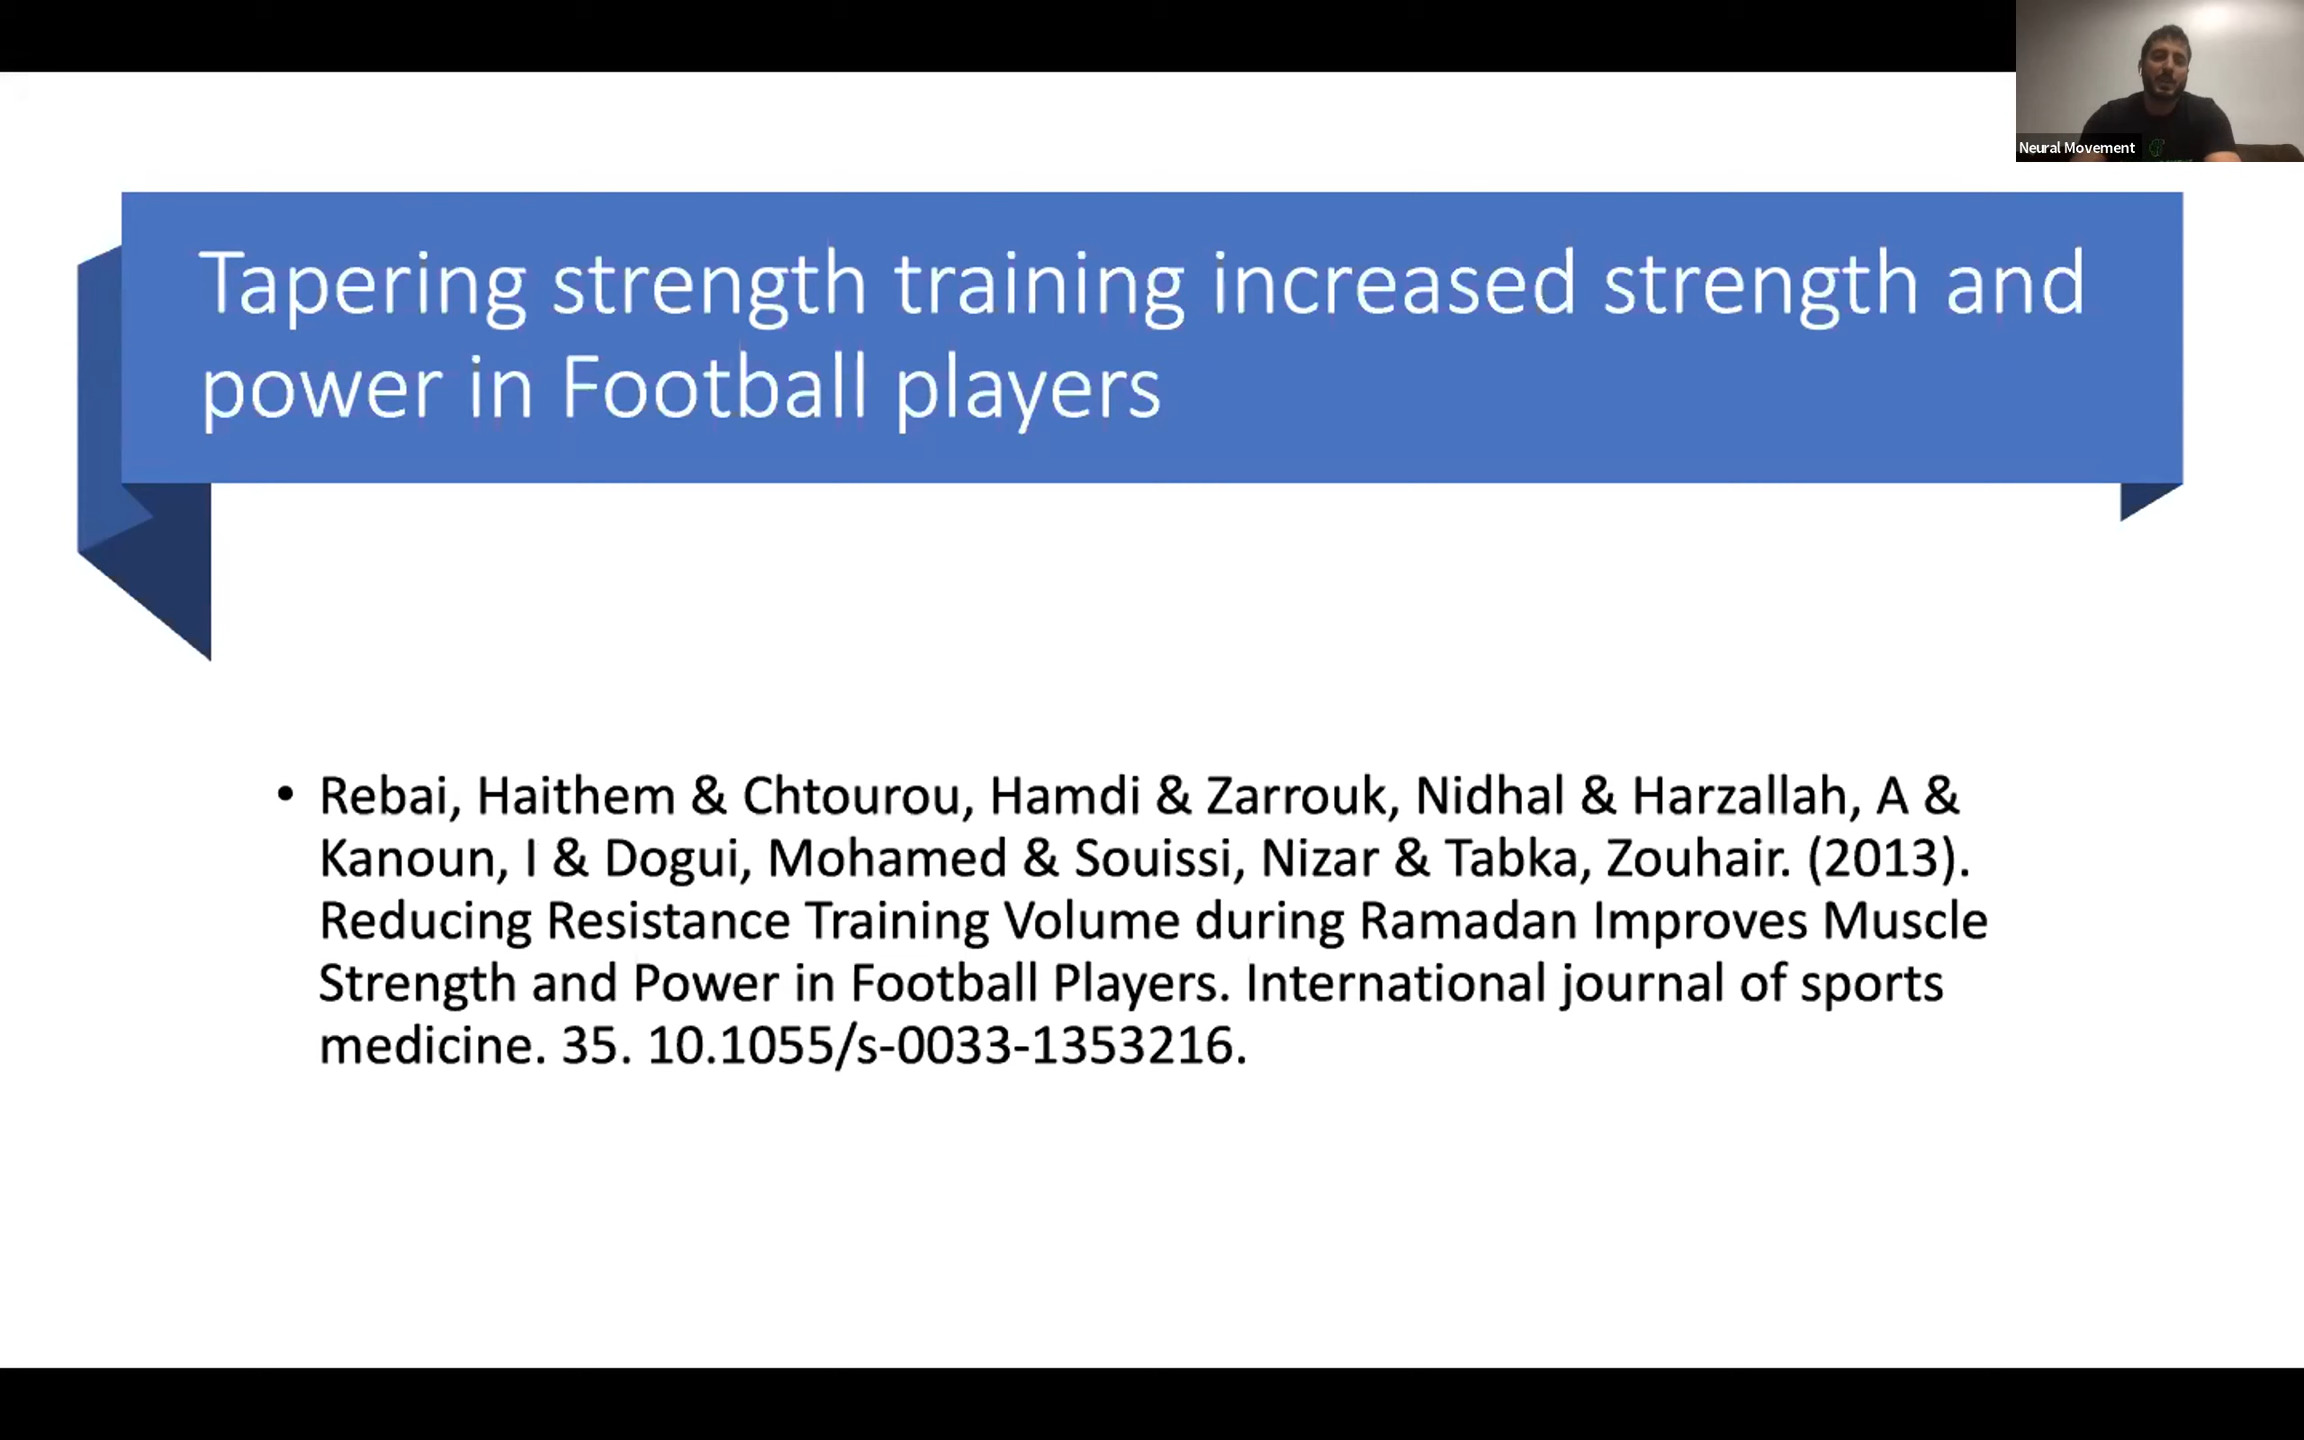 Neural Movement
Tapering strength training increased strength and
power in Football players
• Rebai, Haithem & Chtourou, Hamdi & Zarrouk, Nidhal & Harzallah, A &
Kanoun, I & Dogui, Mohamed & Souissi, Nizar & Tabka, Zouhair. (2013).
Reducing Resistance Training Volume during Ramadan Improves Muscle
Strength and Power in Football Players. International journal of sports
medicine. 35. 10.1055/s-0033-1353216.